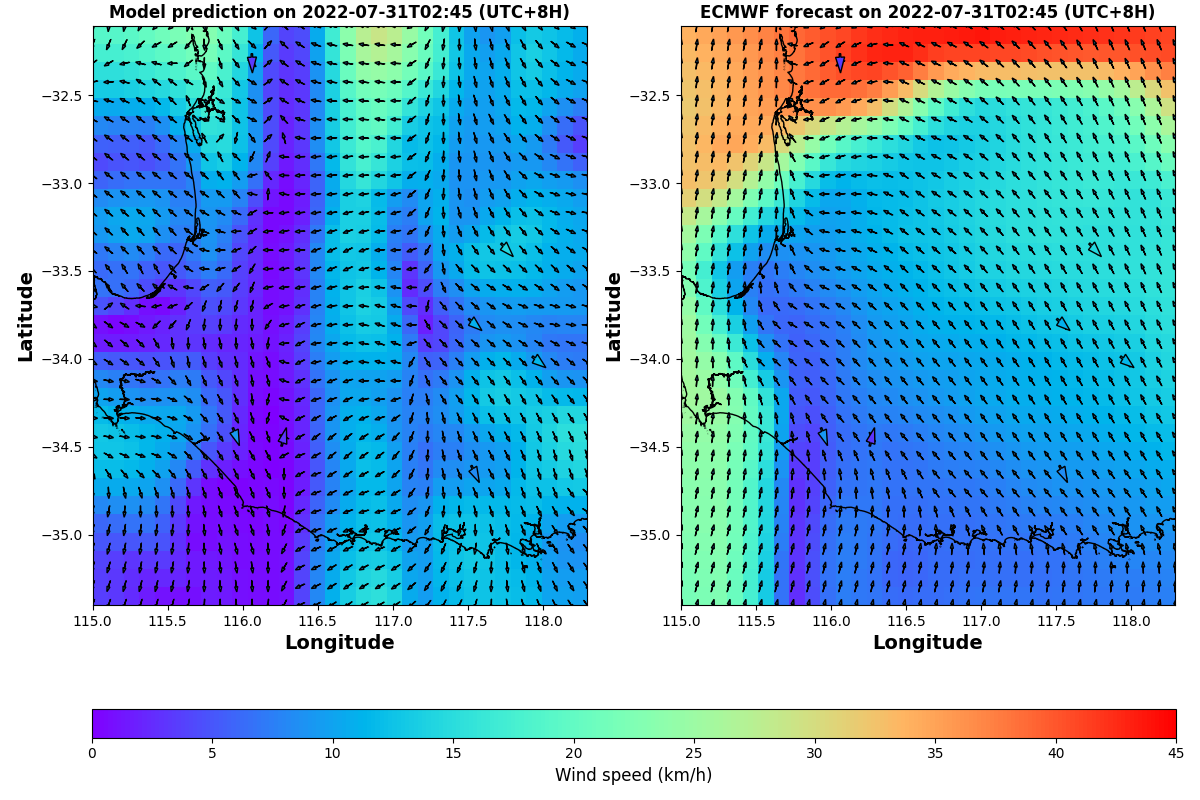 Model prediction on 2022-07-31T02:45 (UTC+8H)
ECMWF forecast on 2022-07-31T02:45 (UTC+8H)
Latitude
−32.5
−33.0
−33.5
−34.0
−34.5
−35.0
115.0 115.5 116.0 116.5 117.0 117.5 118.0
Longitude
Latitude
−32.5
−33.0
−33.5
−34.0
−34.5
−35.0
115.0 115.5 116.0 116.5 117.0 117.5 118.0
Longitude
0 5 10 15 20 25 30 35 40 45
Wind speed (km/h)